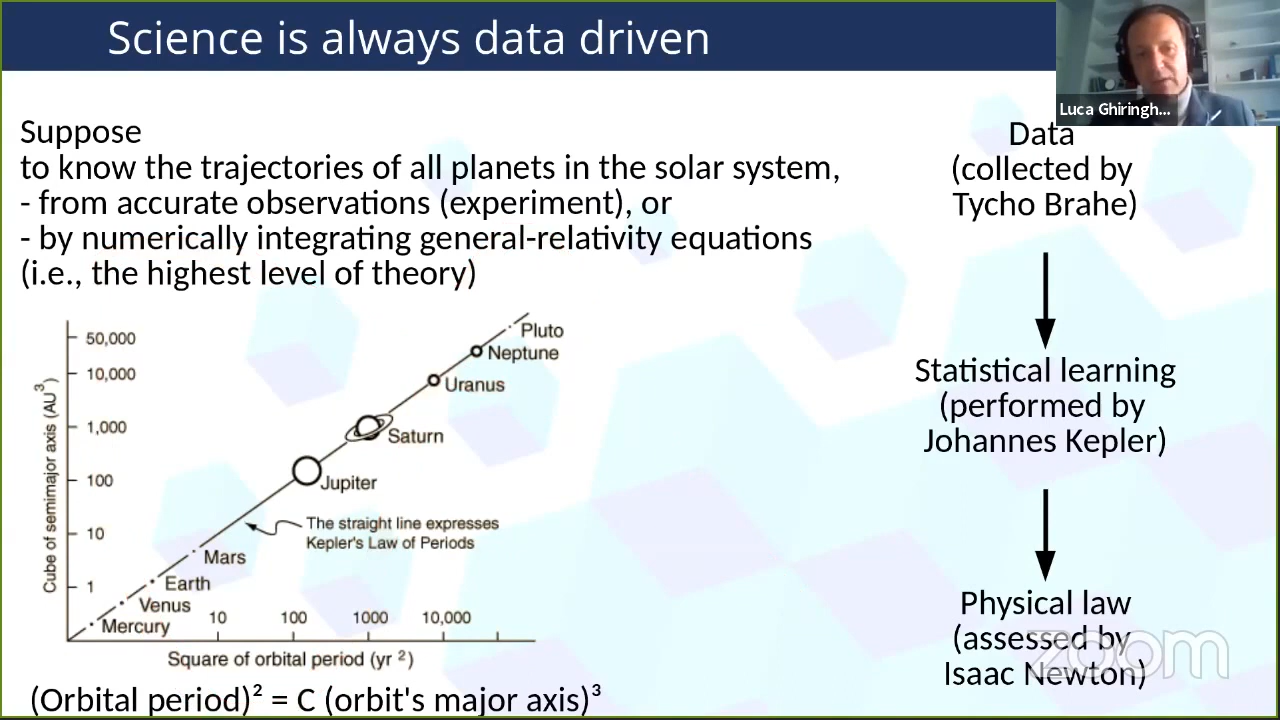 Science is always data driven
Luca Ghiringh...
Suppose
to know the trajectories of all planets in the solar system,
- from accurate observations (experiment), or
- by numerically integrating general-relativity equations
(i.e., the highest level of theory)
Data
(collected by
Tycho Brahe)
Statistical learning
(performed by
Johannes Kepler)
Physical law
(assessed by
Isaac Newton)
zoom
Cube of semimajor axis (AU³)
50,000
10,000
1,000
100
10
1
Pluto
Neptune
Uranus
Saturn
Jupiter
The straight line expresses
Kepler's Law of Periods
Mars
Earth
Venus
Mercury
10 100 1000 10,000
Square of orbital period (yr ²)
(Orbital period)² = C (orbit's major axis)³